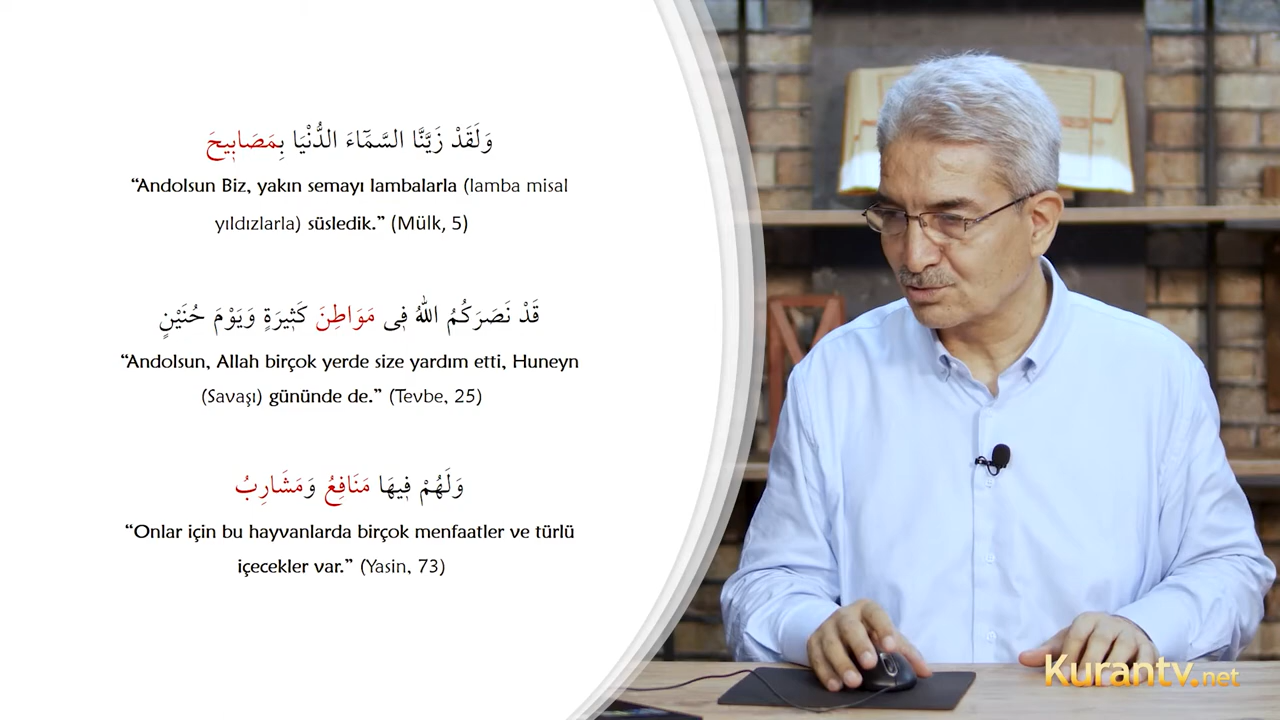 وَلَقَدْ زَيَّنَّا السَّمَٓاءَ الدُّنْيَا بِمَصَابٖيحَ
“Andolsun Biz, yakın semayı lambalarla (lamba misal
yıldızlarla) süsledik.” (Mülk, 5)
قَدْ نَصَرَكُمُ اللّٰهُ فٖى مَوَاطِنَ كَثٖيرَةٍ وَيَوْمَ حُنَيْنٍ
“Andolsun, Allah birçok yerde size yardım etti, Huneyn
(Savaşı) gününde de.” (Tevbe, 25)
وَلَهُمْ فٖيهَا مَنَافِعُ وَمَشَارِبُ
“Onlar için bu hayvanlarda birçok menfaatler ve türlü
içecekler var.” (Yasin, 73)
Kurantv.net